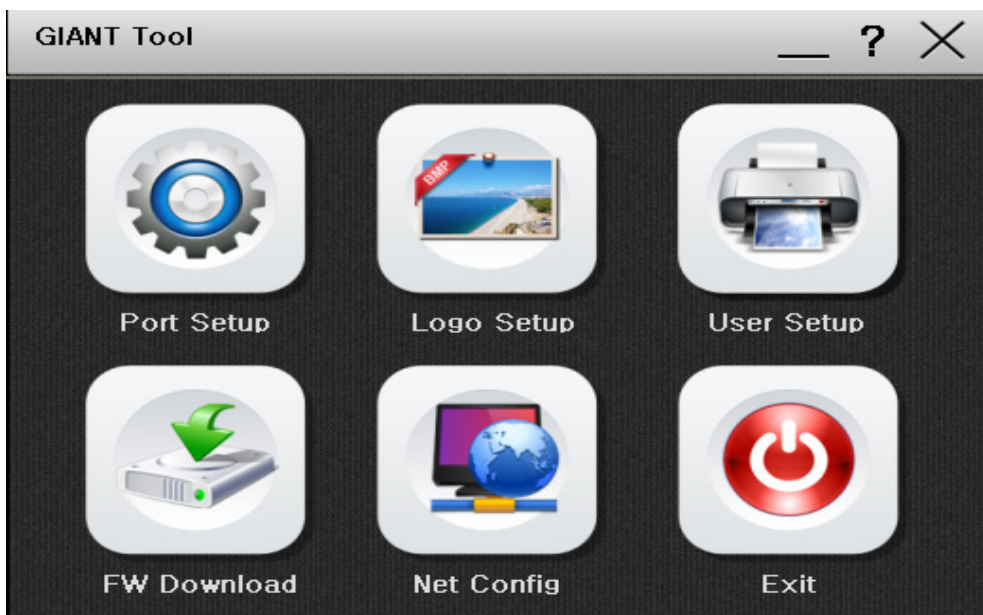 GIANT Tool
?
BMP
Port Setup
Logo Setup
User Setup
FW Download
Net Config
Exit